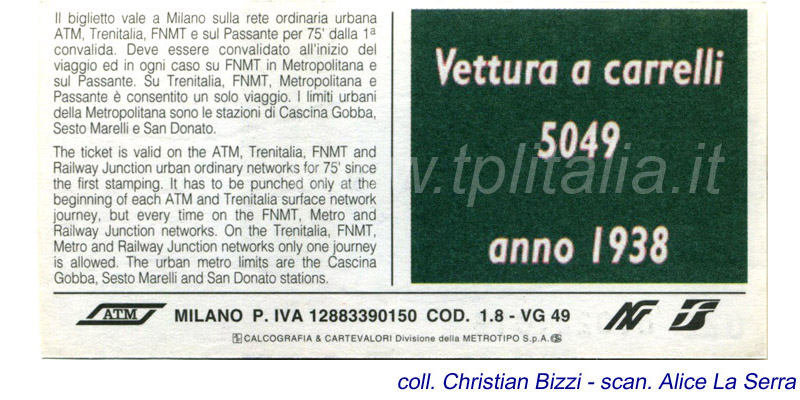 Il biglietto vale a Milano sulla rete ordinaria urbana
ATM, Trenitalia, FNMT e sul Passante per 75' dalla 1ª
convalida. Deve essere convalidato all'inizio del
viaggio ed in ogni caso su FNMT in Metropolitana e
sul Passante. Su Trenitalia, FNMT, Metropolitana e
Passante è consentito un solo viaggio. I limiti urbani
della Metropolitana sono le stazioni di Cascina Gobba,
Sesto Marelli e San Donato.
The ticket is valid on the ATM, Trenitalia, FNMT and
Railway Junction urban ordinary networks for 75' since
the first stamping. It has to be punched only at the
beginning of each ATM and Trenitalia surface network
journey, but every time on the FNMT, Metro and
Railway Junction networks. On the Trenitalia, FNMT,
Metro and Railway Junction networks only one journey
is allowed. The urban metro limits are the Cascina
Gobba, Sesto Marelli and San Donato stations.
Vettura a carrelli
5049
anno 1938
www.tplitalia.it
ATM MILANO P. IVA 12883390150 COD. 1.8 - VG 49
CALCOGRAFIA & CARTEVALORI Divisione della METROTIPO S.p.A.
coll. Christian Bizzi - scan. Alice La Serra